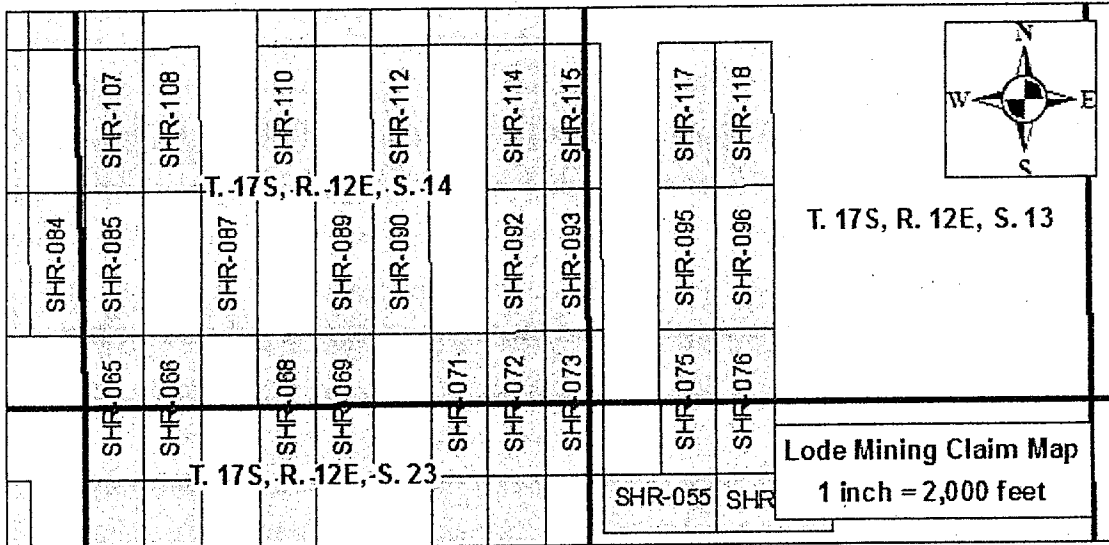 N
W E
S
SHR-107
SHR-108
SHR-110
SHR-112
SHR-114
SHR-115
SHR-117
SHR-118
T. 17S, R. 12E, S. 14
T. 17S, R. 12E, S. 13
SHR-084
SHR-085
SHR-087
SHR-089
SHR-090
SHR-092
SHR-093
SHR-095
SHR-096
SHR-065
SHR-066
SHR-068
SHR-069
SHR-071
SHR-072
SHR-073
SHR-075
SHR-076
T. 17S, R. 12E, S. 23
SHR-055
SHR
Lode Mining Claim Map
1 inch = 2,000 feet